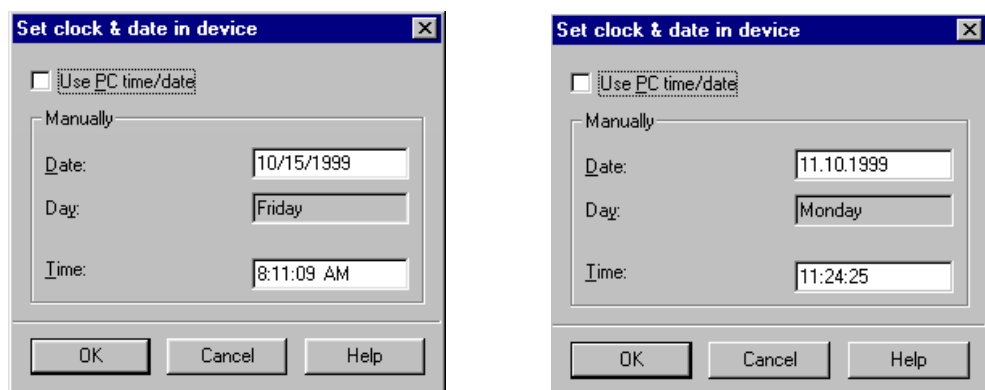 Set clock & date in device
Use PC time/date
Manually
Date: 10/15/1999
Day: Friday
Time: 8:11:09 AM
OK Cancel Help
Set clock & date in device
Use PC time/date
Manually
Date: 11.10.1999
Day: Monday
Time: 11:24:25
OK Cancel Help